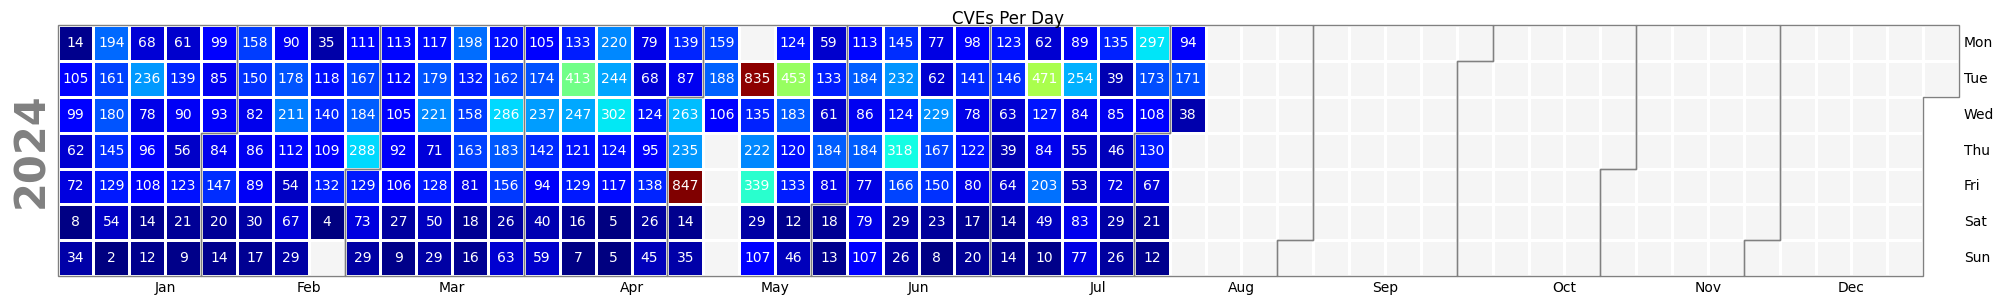 CVEs Per Day
14 194 68 61 99 158 90 35 111 113 117 198 120 105 133 220 79 139 159 124 59 113 145 77 98 123 62 89 135 297 94 Mon
105 161 236 139 85 150 178 118 167 112 179 132 162 174 413 244 68 87 188 835 453 133 184 232 62 141 146 471 254 39 173 171 Tue
99 180 78 90 93 82 211 140 184 105 221 158 286 237 247 302 124 263 106 135 183 61 86 124 229 78 63 127 84 85 108 38 Wed
62 145 96 56 84 86 112 109 288 92 71 163 183 142 121 124 95 235 222 120 184 184 318 167 122 39 84 55 46 130 Thu
72 129 108 123 147 89 54 132 129 106 128 81 156 94 129 117 138 847 339 133 81 77 166 150 80 64 203 53 72 67 Fri
8 54 14 21 20 30 67 4 73 27 50 18 26 40 16 5 26 14 29 12 18 79 29 23 17 14 49 83 29 21 Sat
34 2 12 9 14 17 29 29 9 29 16 63 59 7 5 45 35 107 46 13 107 26 8 20 14 10 77 26 12 Sun
2024
Jan Feb Mar Apr May Jun Jul Aug Sep Oct Nov Dec